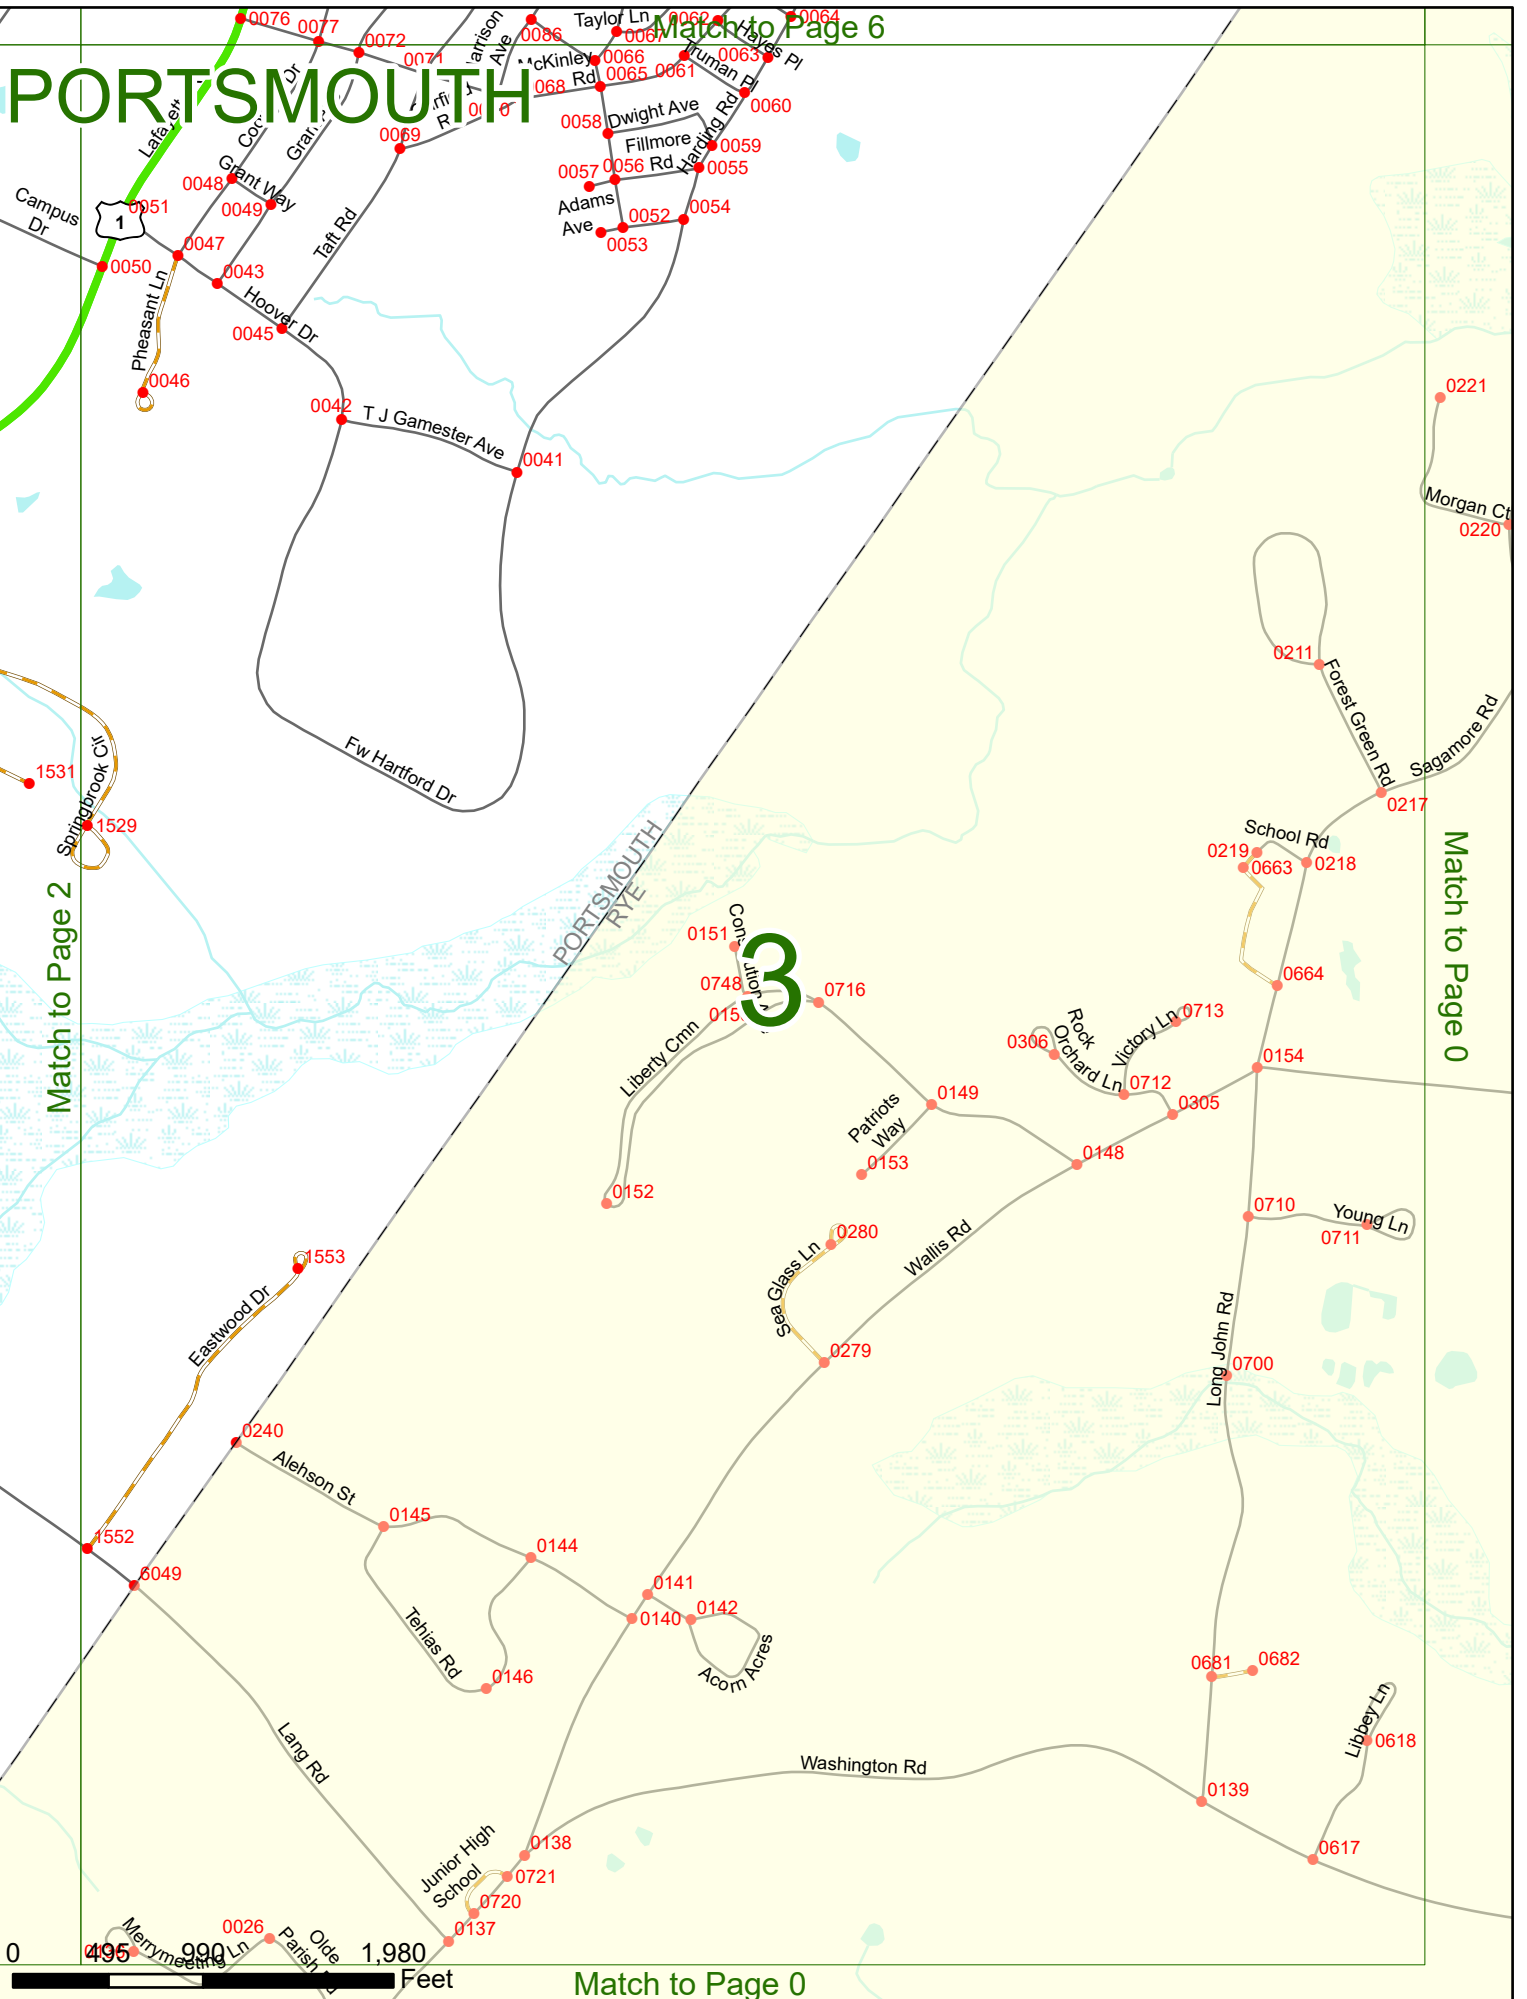 0076
0077
0072
0071
0086
Taylor Ln
0067
0062
0064
Match to Page 6
Hayes Pl
0063
Truman Pl
0061
McKinley
Rd
0066
0065
Ave
PORTSMOUTH
0060
Dwight Ave
0058
Fillmore
Rd
Harding Rd
0059
0055
0069
0057
0056
Adams
Ave
0052
0053
0054
Grant Way
0048
0049
Taft Rd
Campus
Dr
0051
1
0047
0050
0043
Pheasant Ln
Hoover Dr
0045
0046
0042
T J Gamester Ave
0041
0221
Morgan Ct
0220
0211
Forest Green Rd
Sagamore Rd
0217
Fw Hartford Dr
1531
Springbrook Cir
1529
Match to Page 2
PORTSMOUTH
RYE
School Rd
0219
0663
0218
Match to Page 0
0151
0748
3
0716
0664
Liberty Cmn
0306
Rock
Orchard Ln
Victory Ln
0713
0712
0305
0154
Patriots
Way
0149
0153
0148
0152
0710
Young Ln
0711
0280
Sea Glass Ln
Wallis Rd
0279
Long John Rd
0700
1553
Eastwood Dr
0240
Alehson St
0145
1552
0144
6049
0141
0140
0142
Acorn Acres
Tehias Rd
0146
0681
0682
Libbey Ln
0618
Lang Rd
Washington Rd
0139
0617
0138
Junior High
School
0721
0720
0137
0026
Merrymeeting Ln
Olde
Parish Rd
0
495
990
1,980
Feet
Match to Page 0